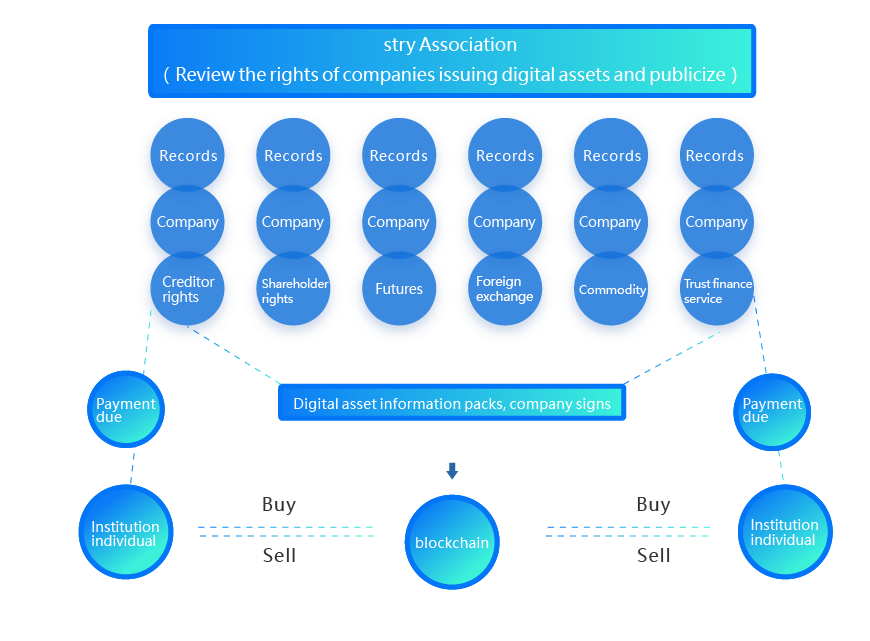 stry Association
( Review the rights of companies issuing digital assets and publicize )
Records
Records
Records
Records
Records
Records
Company
Company
Company
Company
Company
Company
Creditor
rights
Shareholder
rights
Futures
Foreign
exchange
Commodity
Trust finance
service
Payment
due
Digital asset information packs, company signs
Payment
due
Institution
individual
Buy
Sell
blockchain
Buy
Sell
Institution
individual